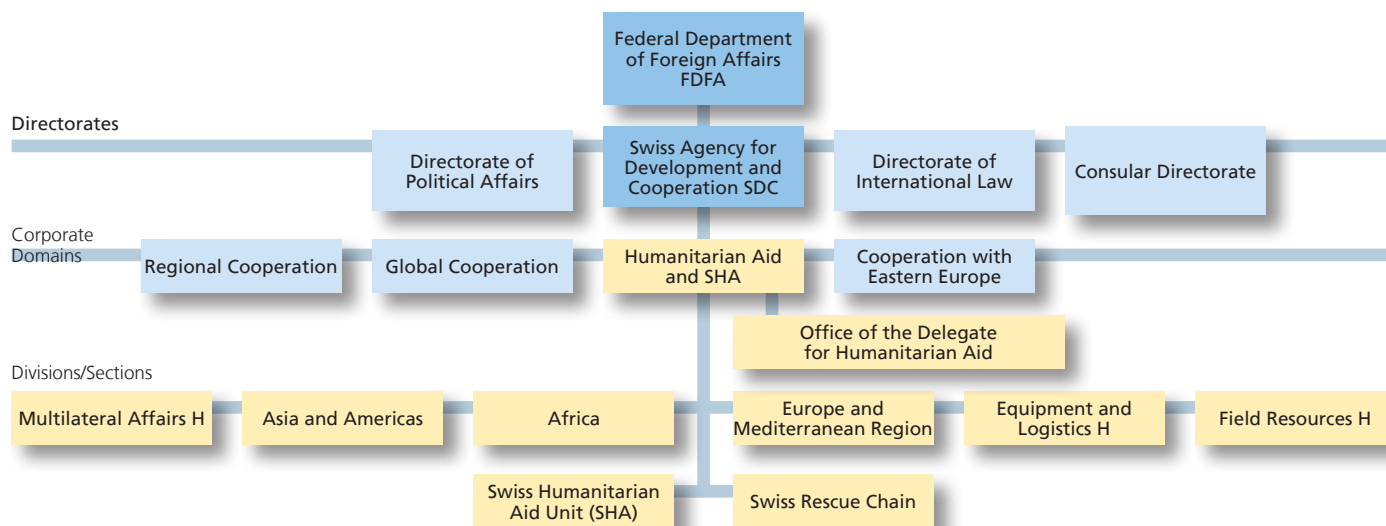 Federal Department
of Foreign Affairs
FDFA
Directorates
Directorate of
Political Affairs
Swiss Agency for
Development and
Cooperation SDC
Directorate of
International Law
Consular Directorate
Corporate
Domains
Regional Cooperation
Global Cooperation
Humanitarian Aid
and SHA
Cooperation with
Eastern Europe
Office of the Delegate
for Humanitarian Aid
Divisions/Sections
Multilateral Affairs H
Asia and Americas
Africa
Europe and
Mediterranean Region
Equipment and
Logistics H
Field Resources H
Swiss Humanitarian
Aid Unit (SHA)
Swiss Rescue Chain